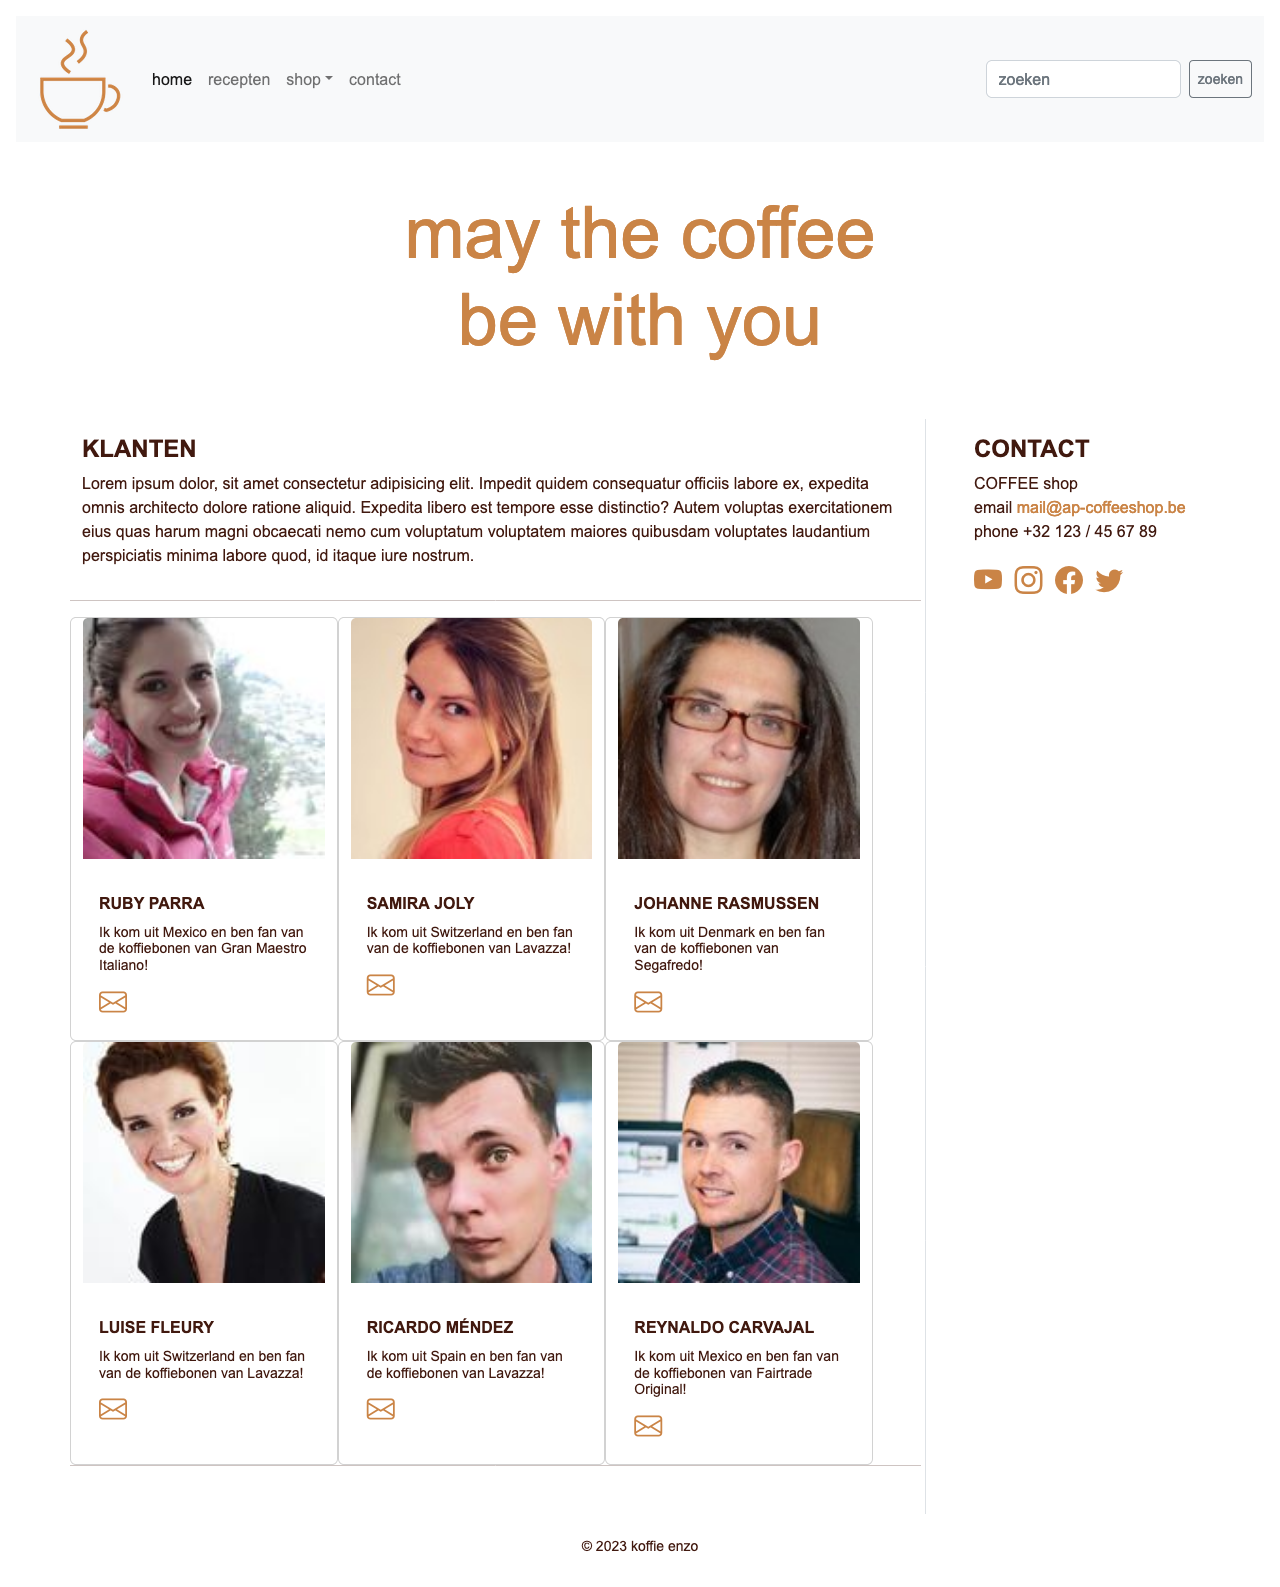 home recepten shop contact zoeken zoeken
may the coffee
be with you
KLANTEN
Lorem ipsum dolor, sit amet consectetur adipisicing elit. Impedit quidem consequatur officiis labore ex, expedita
omnis architecto dolore ratione aliquid. Expedita libero est tempore esse distinctio? Autem voluptas exercitationem
eius quas harum magni obcaecati nemo cum voluptatum voluptatem maiores quibusdam voluptates laudantium
perspiciatis minima labore quod, id itaque iure nostrum.
CONTACT
COFFEE shop
email mail@ap-coffeeshop.be
phone +32 123 / 45 67 89
RUBY PARRA
Ik kom uit Mexico en ben fan van
de koffiebonen van Gran Maestro
Italiano!
SAMIRA JOLY
Ik kom uit Switzerland en ben fan
van de koffiebonen van Lavazza!
JOHANNE RASMUSSEN
Ik kom uit Denmark en ben fan
van de koffiebonen van
Segafredo!
LUISE FLEURY
Ik kom uit Switzerland en ben fan
van de koffiebonen van Lavazza!
RICARDO MÉNDEZ
Ik kom uit Spain en ben fan van
de koffiebonen van Lavazza!
REYNALDO CARVAJAL
Ik kom uit Mexico en ben fan van
de koffiebonen van Fairtrade
Original!
© 2023 koffie enzo